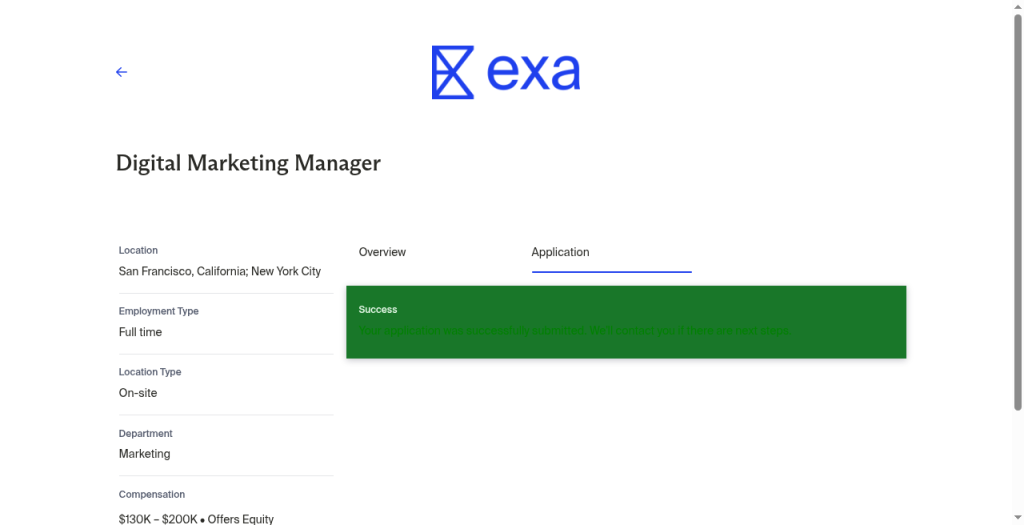 exa
Digital Marketing Manager
Location
San Francisco, California; New York City
Employment Type
Full time
Location Type
On-site
Department
Marketing
Compensation
$130K – $200K • Offers Equity
Overview
Application
Success
Your application was successfully submitted. We'll contact you if there are next steps.